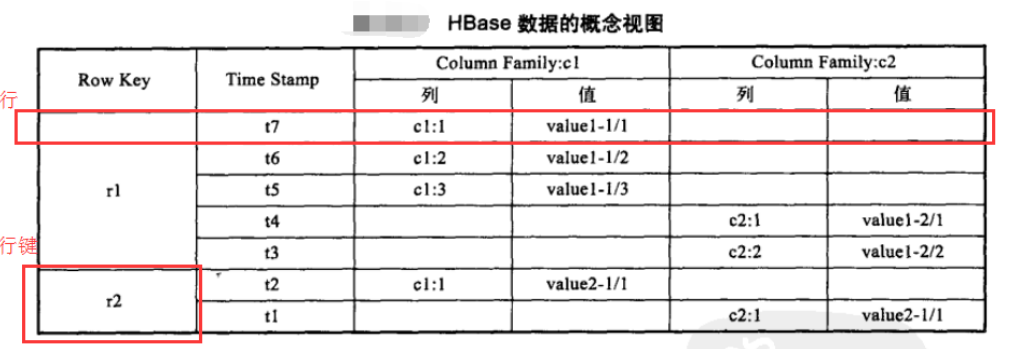 HBase 数据的概念视图
Row Key Time Stamp Column Family:c1 Column Family:c2
列 值 列 值
行
t7 c1:1 value1-1/1
t6 c1:2 value1-1/2
r1 t5 c1:3 value1-1/3
t4 c2:1 value1-2/1
t3 c2:2 value1-2/2
行键
r2 t2 c1:1 value2-1/1
t1 c2:1 value2-1/1